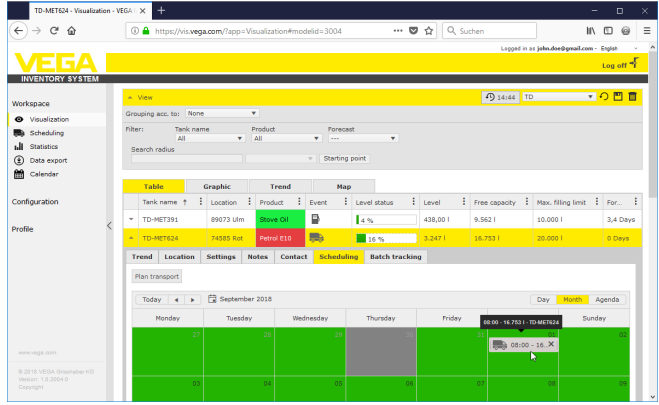 TD-MET624 - Visualization - VEGA
https://vis.vega.com/?app=Visualization#modelid=3004
Suchen
Logged in as john.doe@gmail.com - English
VEGA
INVENTORY SYSTEM
Log off
Workspace
Visualization
Scheduling
Statistics
Data export
Calendar
Configuration
Profile
www.vega.com
© 2018 VEGA Grieshaber KG
Version: 1.8.2004.0
Copyright
View
14:44
TD
Grouping acc. to: None
Filter: Tank name Product Forecast
All All ---
Search radius
Starting point
Table Graphic Trend Map
Tank name Location Product Event Level status Level Free capacity Max. filling limit For...
TD-MET391 89073 Ulm Stove Oil 4 % 438,00 l 9.562 l 10.000 l 3,4 Days
TD-MET624 74585 Rot Petrol E10 16 % 3.247 l 16.753 l 20.000 l 0 Days
Trend Location Settings Notes Contact Scheduling Batch tracking
Plan transport
Today September 2018 Day Month Agenda
Monday Tuesday Wednesday Thursday Friday Sunday
08:00 - 16.753 l - TD-MET624
27 28 29 30 31 01 02
08:00 - 16..
03 04 05 06 07 08 09